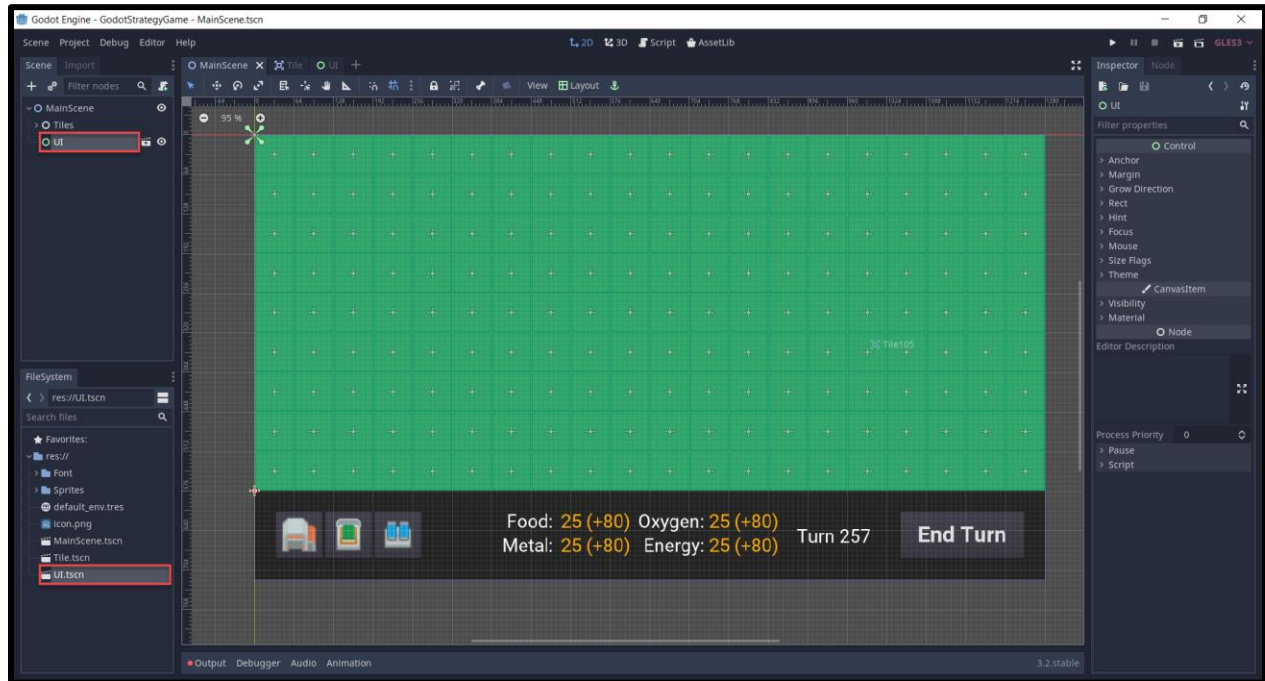 Godot Engine - GodotStrategyGame - MainScene.tscn
Scene Project Debug Editor Help
2D 3D Script AssetLib
GLES3
Scene Import
MainScene X Tile UI
Inspector Node
Filter nodes
View Layout
MainScene
Tiles
UI
95 %
UI
Filter properties
Control
Anchor
Margin
Grow Direction
Rect
Hint
Focus
Mouse
Size Flags
Theme
CanvasItem
Visibility
Material
Node
Editor Description
Process Priority 0
Pause
Script
Tile105
FileSystem
res://UI.tscn
Search files
Favorites:
res://
Font
Sprites
default_env.tres
icon.png
MainScene.tscn
Tile.tscn
UI.tscn
Food: 25 (+80) Oxygen: 25 (+80)
Metal: 25 (+80) Energy: 25 (+80)
Turn 257
End Turn
Output Debugger Audio Animation
3.2.stable